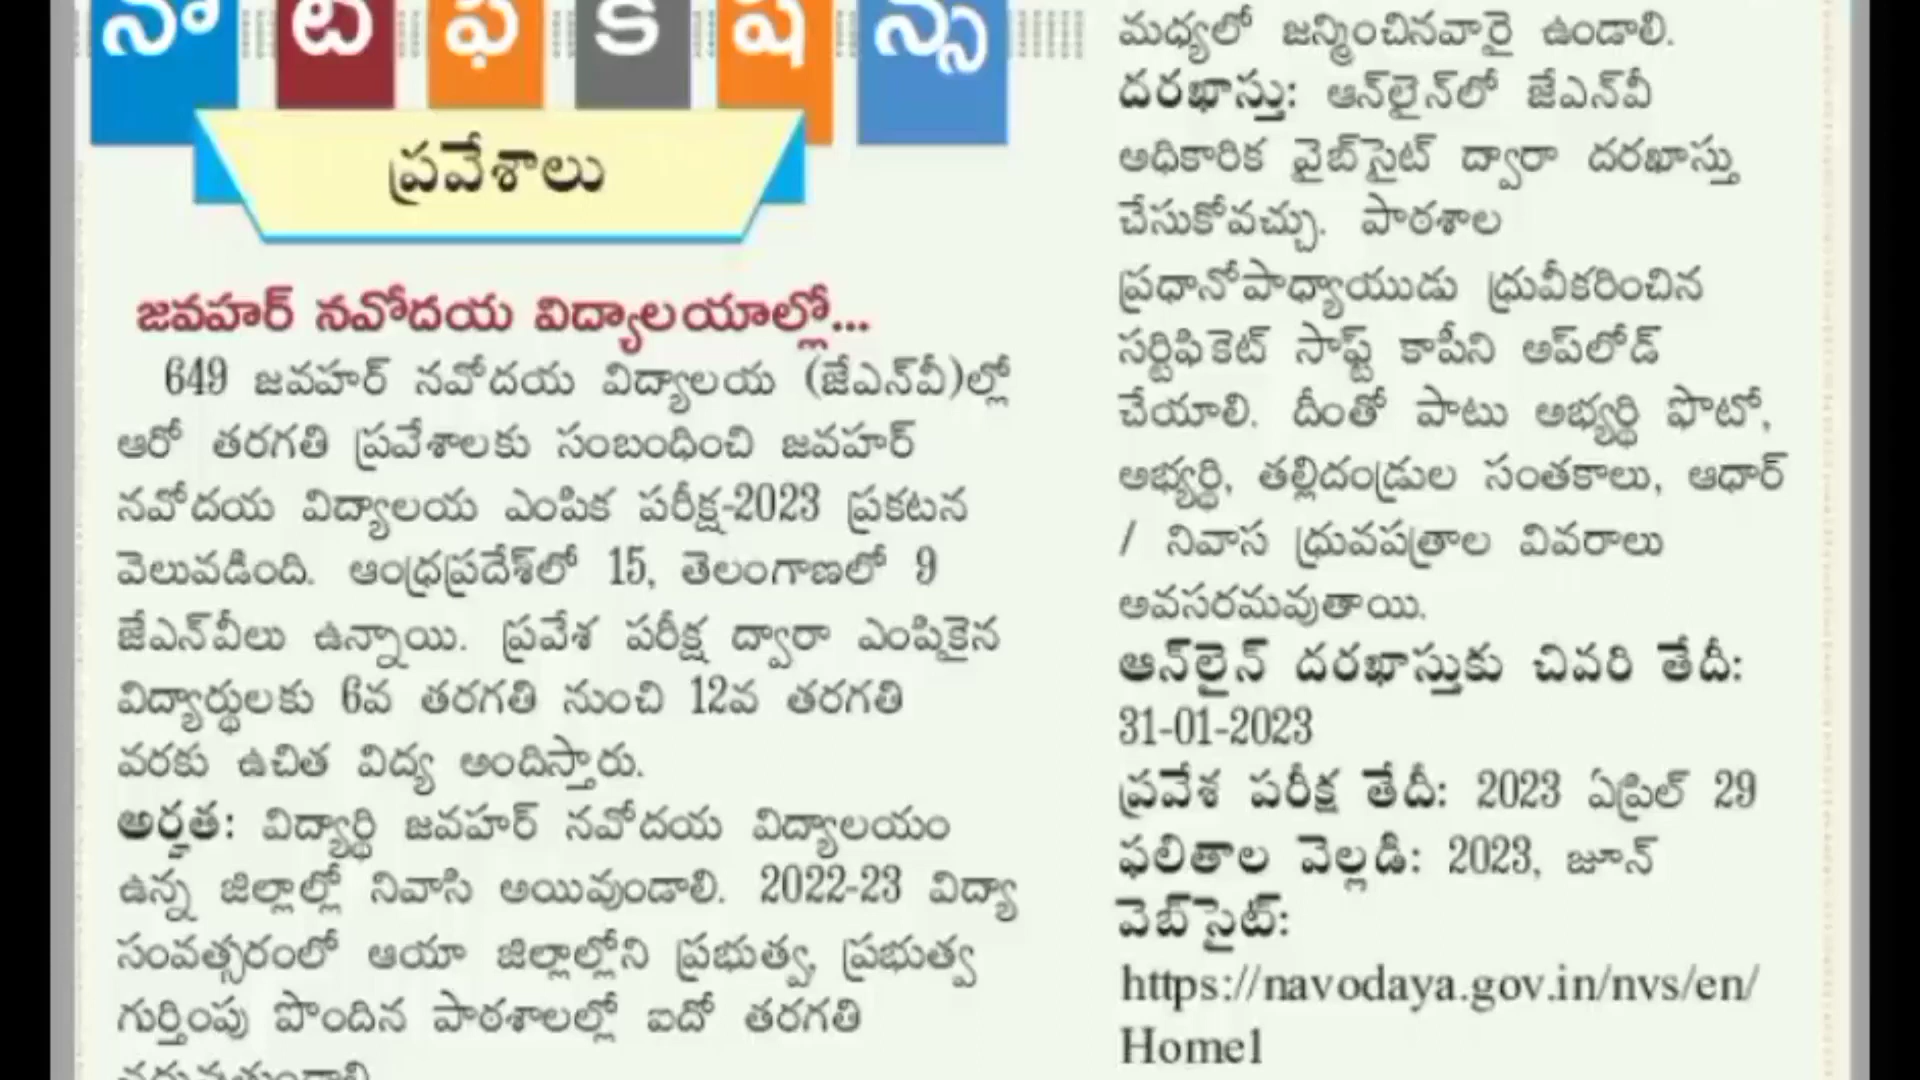 ప్రవేశాలు
జవహర్ నవోదయ విద్యాలయాల్లో...
649 జవహర్ నవోదయ విద్యాలయ (జేఎన్‌వీ)ల్లో
ఆరో తరగతి ప్రవేశాలకు సంబంధించి జవహర్
నవోదయ విద్యాలయ ఎంపిక పరీక్ష-2023 ప్రకటన
వెలువడింది. ఆంధ్రప్రదేశ్‌లో 15, తెలంగాణలో 9
జేఎన్‌వీలు ఉన్నాయి. ప్రవేశ పరీక్ష ద్వారా ఎంపికైన
విద్యార్థులకు 6వ తరగతి నుంచి 12వ తరగతి
వరకు ఉచిత విద్య అందిస్తారు.
అర్హత: విద్యార్థి జవహర్ నవోదయ విద్యాలయం
ఉన్న జిల్లాల్లో నివాసి అయివుండాలి. 2022-23 విద్యా
సంవత్సరంలో ఆయా జిల్లాల్లోని ప్రభుత్వ, ప్రభుత్వ
గుర్తింపు పొందిన పాఠశాలల్లో ఐదో తరగతి
మధ్యలో జన్మించినవారై ఉండాలి.
దరఖాస్తు: ఆన్‌లైన్‌లో జేఎన్‌వీ
అధికారిక వైబ్‌సైట్ ద్వారా దరఖాస్తు
చేసుకోవచ్చు. పాఠశాల
ప్రధానోపాధ్యాయుడు ధ్రువీకరించిన
సర్టిఫికెట్ సాఫ్ట్ కాపీని అప్‌లోడ్
చేయాలి. దీంతో పాటు అభ్యర్థి ఫొటో,
అభ్యర్థి, తల్లిదండ్రుల సంతకాలు, ఆధార్
/ నివాస ధ్రువపత్రాల వివరాలు
అవసరమవుతాయి.
ఆన్‌లైన్ దరఖాస్తుకు చివరి తేదీ:
31-01-2023
ప్రవేశ పరీక్ష తేదీ: 2023 ఏప్రిల్ 29
ఫలితాల వెల్లడి: 2023, జూన్
వెబ్‌సైట్:
https://navodaya.gov.in/nvs/en/
Home1